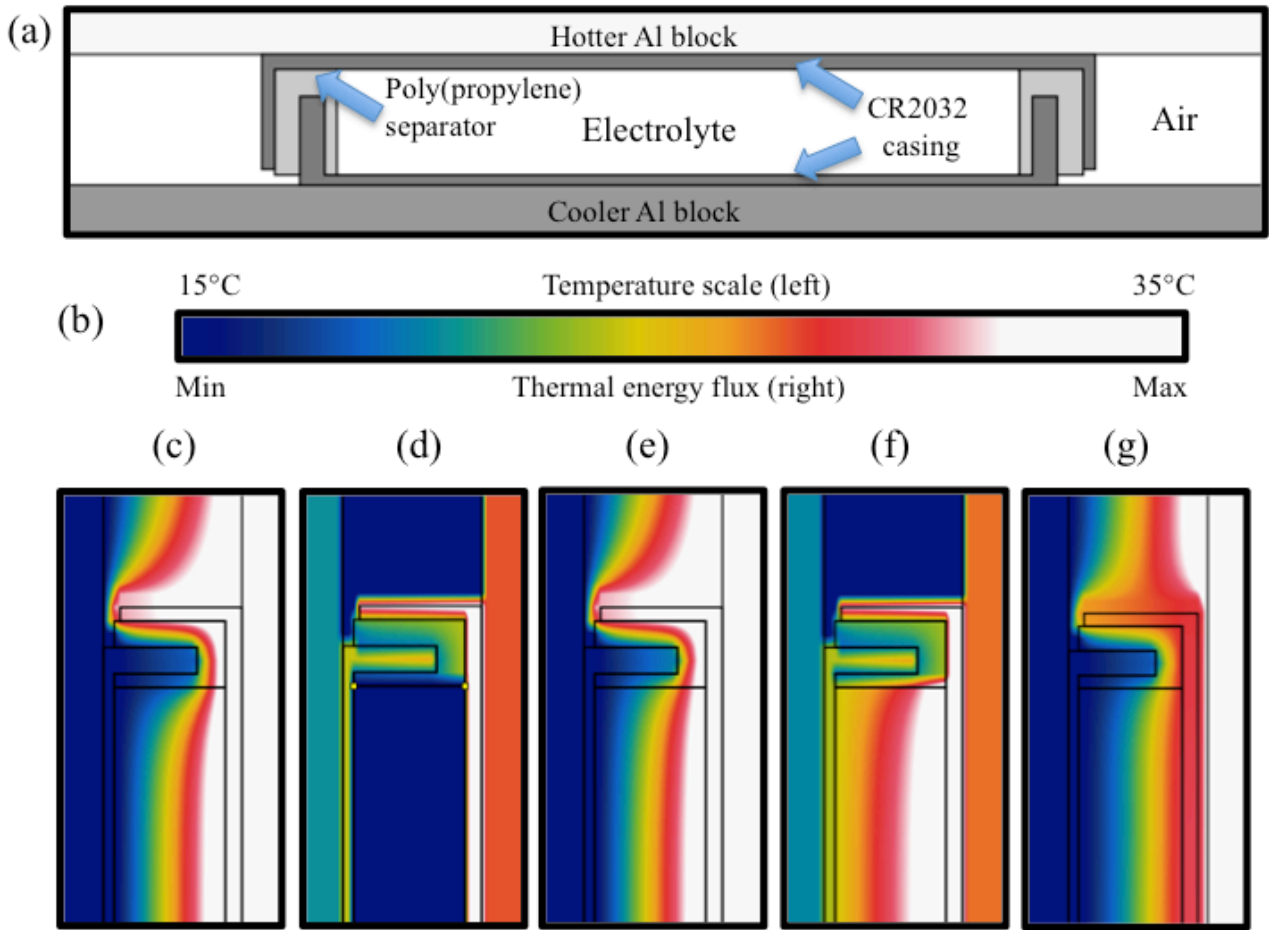 (a)
Hotter Al block
Poly(propylene)
separator
Electrolyte
CR2032
casing
Air
Cooler Al block
15°C Temperature scale (left) 35°C
(b)
Min Thermal energy flux (right) Max
(c) (d) (e) (f) (g)